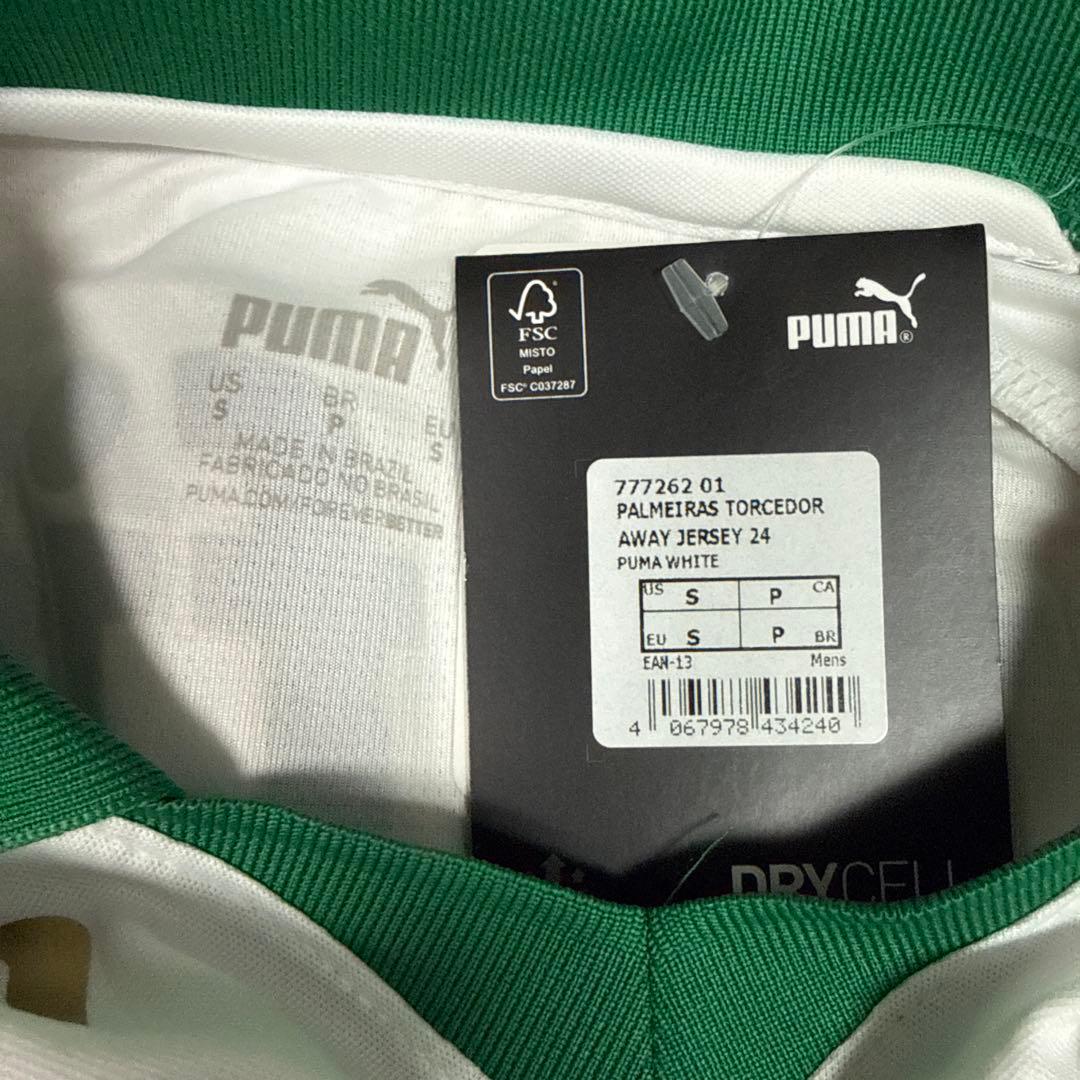 PUMA
US BR EU
S P S
MADE IN BRAZIL
FABRICADO NO BRASIL
PUMA.COM/FOREVERBETTER
FSC
MISTO
Papel
FSC® C037287
PUMA®
777262 01
PALMEIRAS TORCEDOR
AWAY JERSEY 24
PUMA WHITE
US S P CA
EU S P BR
EAN-13 Mens
4 067978 434240
DRYCELL